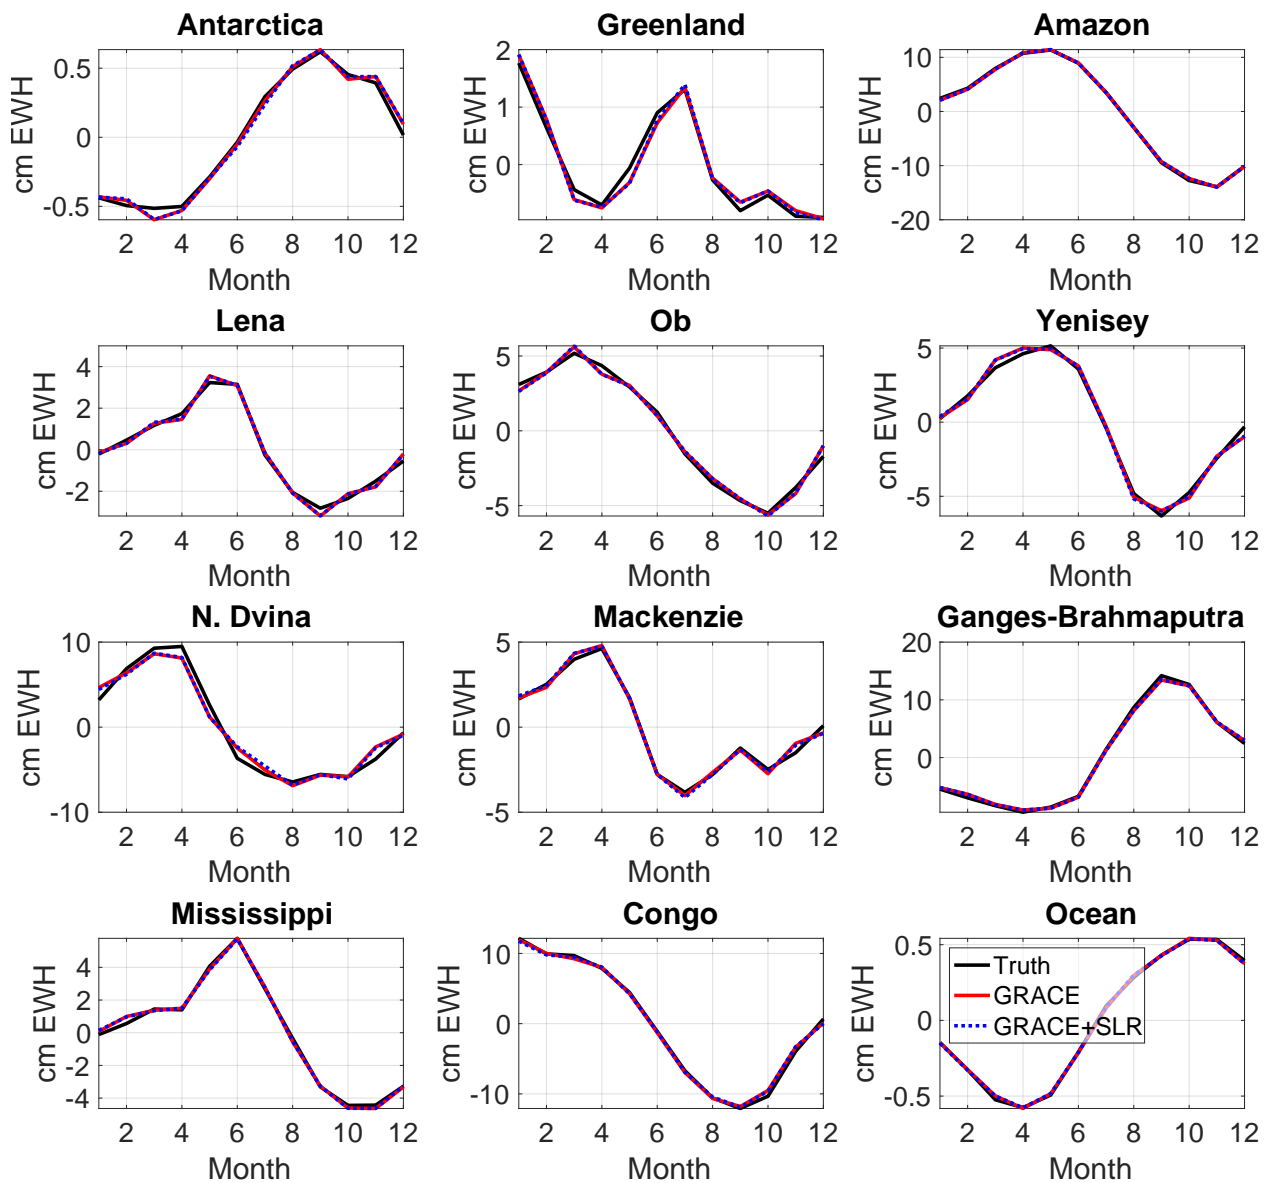 Antarctica
cm EWH
0.5
0
-0.5
2 4 6 8 10 12
Month
Greenland
cm EWH
2
1
0
2 4 6 8 10 12
Month
Amazon
cm EWH
10
0
-10
-20
2 4 6 8 10 12
Month
Lena
cm EWH
4
2
0
-2
2 4 6 8 10 12
Month
Ob
cm EWH
5
0
-5
2 4 6 8 10 12
Month
Yenisey
cm EWH
5
0
-5
2 4 6 8 10 12
Month
N. Dvina
cm EWH
10
0
-10
2 4 6 8 10 12
Month
Mackenzie
cm EWH
5
0
-5
2 4 6 8 10 12
Month
Ganges-Brahmaputra
cm EWH
20
10
0
2 4 6 8 10 12
Month
Mississippi
cm EWH
4
2
0
-2
-4
2 4 6 8 10 12
Month
Congo
cm EWH
10
0
-10
2 4 6 8 10 12
Month
Ocean
cm EWH
0.5
0
-0.5
Truth
GRACE
GRACE+SLR
2 4 6 8 10 12
Month